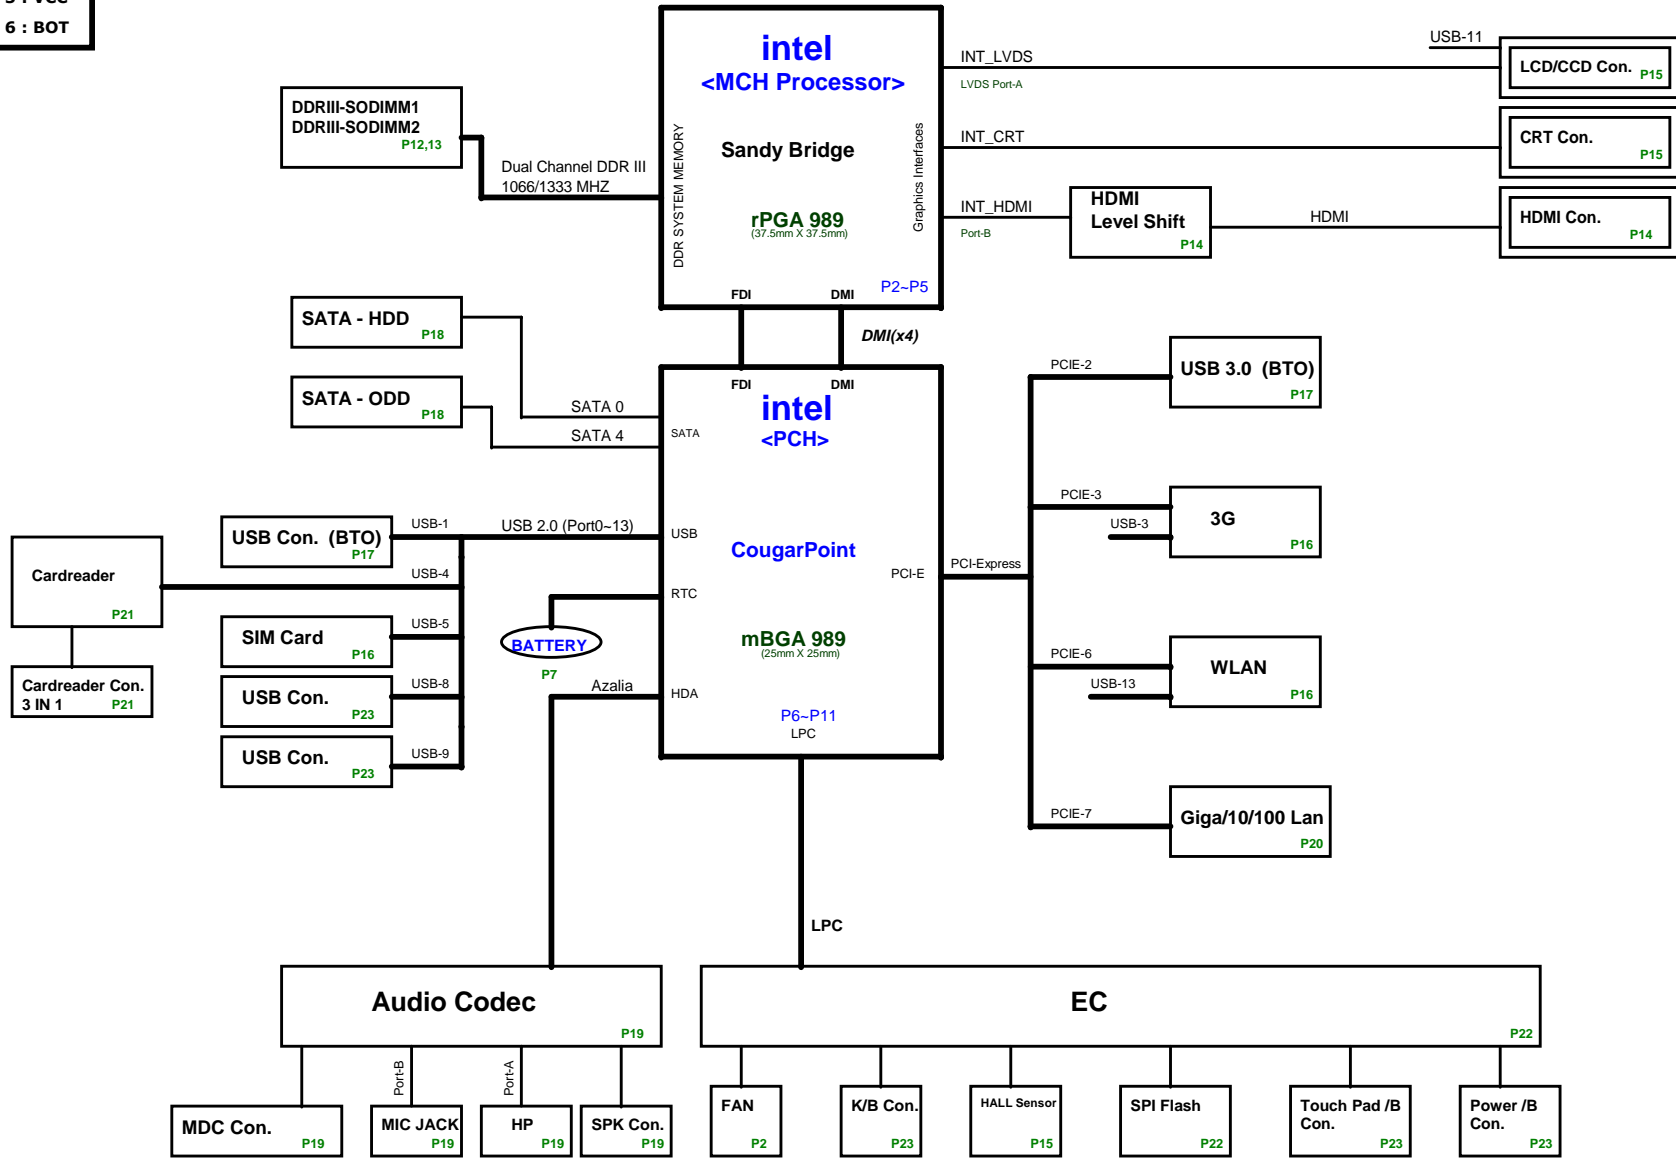 6 : BOT
intel
<MCH Processor>
Sandy Bridge
rPGA 989
(37.5mm X 37.5mm)
P2~P5
DDR SYSTEM MEMORY
Graphics Interfaces
FDI
DMI
DDRIII-SODIMM1
DDRIII-SODIMM2
P12,13
Dual Channel DDR III
1066/1333 MHZ
INT_LVDS
LVDS Port-A
USB-11
LCD/CCD Con.
P15
INT_CRT
CRT Con.
P15
INT_HDMI
Port-B
HDMI
Level Shift
P14
HDMI
HDMI Con.
P14
DMI(x4)
SATA - HDD
P18
SATA - ODD
P18
SATA 0
SATA 4
FDI
DMI
intel
<PCH>
SATA
USB
CougarPoint
PCI-E
RTC
mBGA 989
(25mm X 25mm)
HDA
P6~P11
LPC
USB Con. (BTO)
P17
USB-1
USB 2.0 (Port0~13)
Cardreader
P21
USB-4
SIM Card
P16
USB-5
BATTERY
P7
Cardreader Con.
3 IN 1
P21
USB Con.
P23
USB-8
Azalia
USB Con.
P23
USB-9
PCI-Express
PCIE-2
USB 3.0 (BTO)
P17
PCIE-3
USB-3
3G
P16
PCIE-6
USB-13
WLAN
P16
PCIE-7
Giga/10/100 Lan
P20
LPC
Audio Codec
P19
EC
P22
Port-B
Port-A
MDC Con.
P19
MIC JACK
P19
HP
P19
SPK Con.
P19
FAN
P2
K/B Con.
P23
HALL Sensor
P15
SPI Flash
P22
Touch Pad /B
Con.
P23
Power /B
Con.
P23